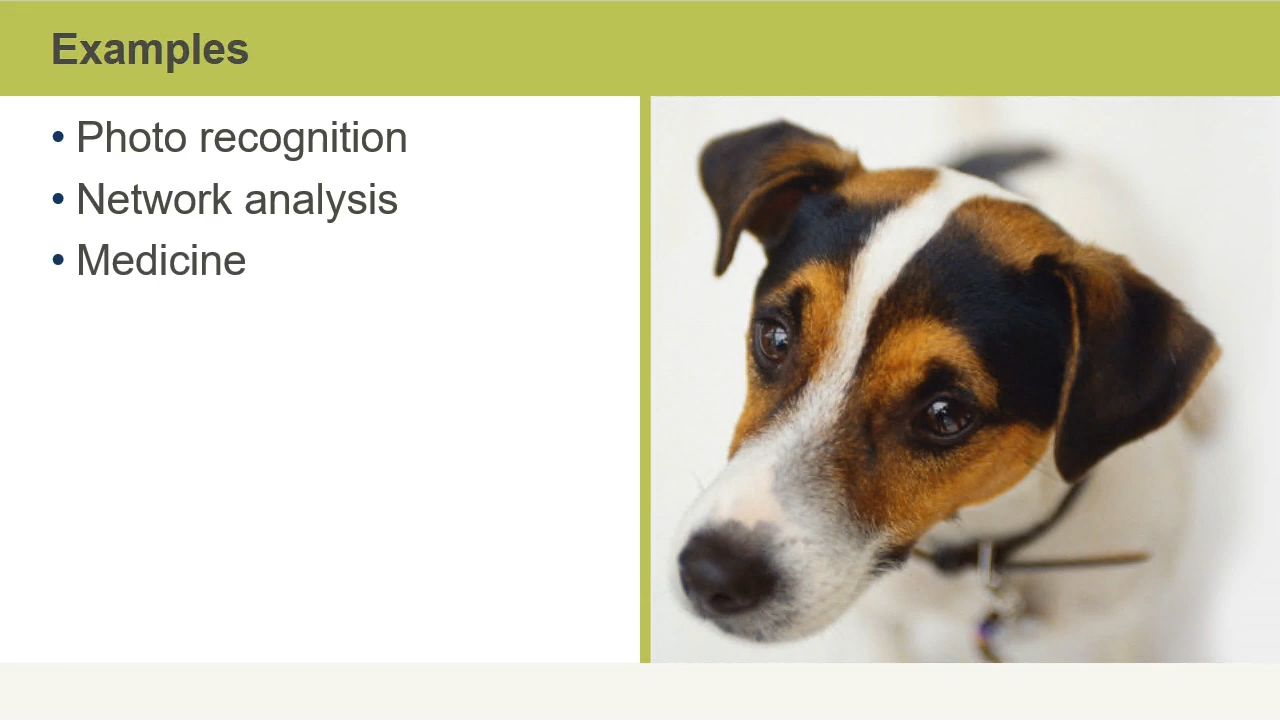 Examples
• Photo recognition
• Network analysis
• Medicine